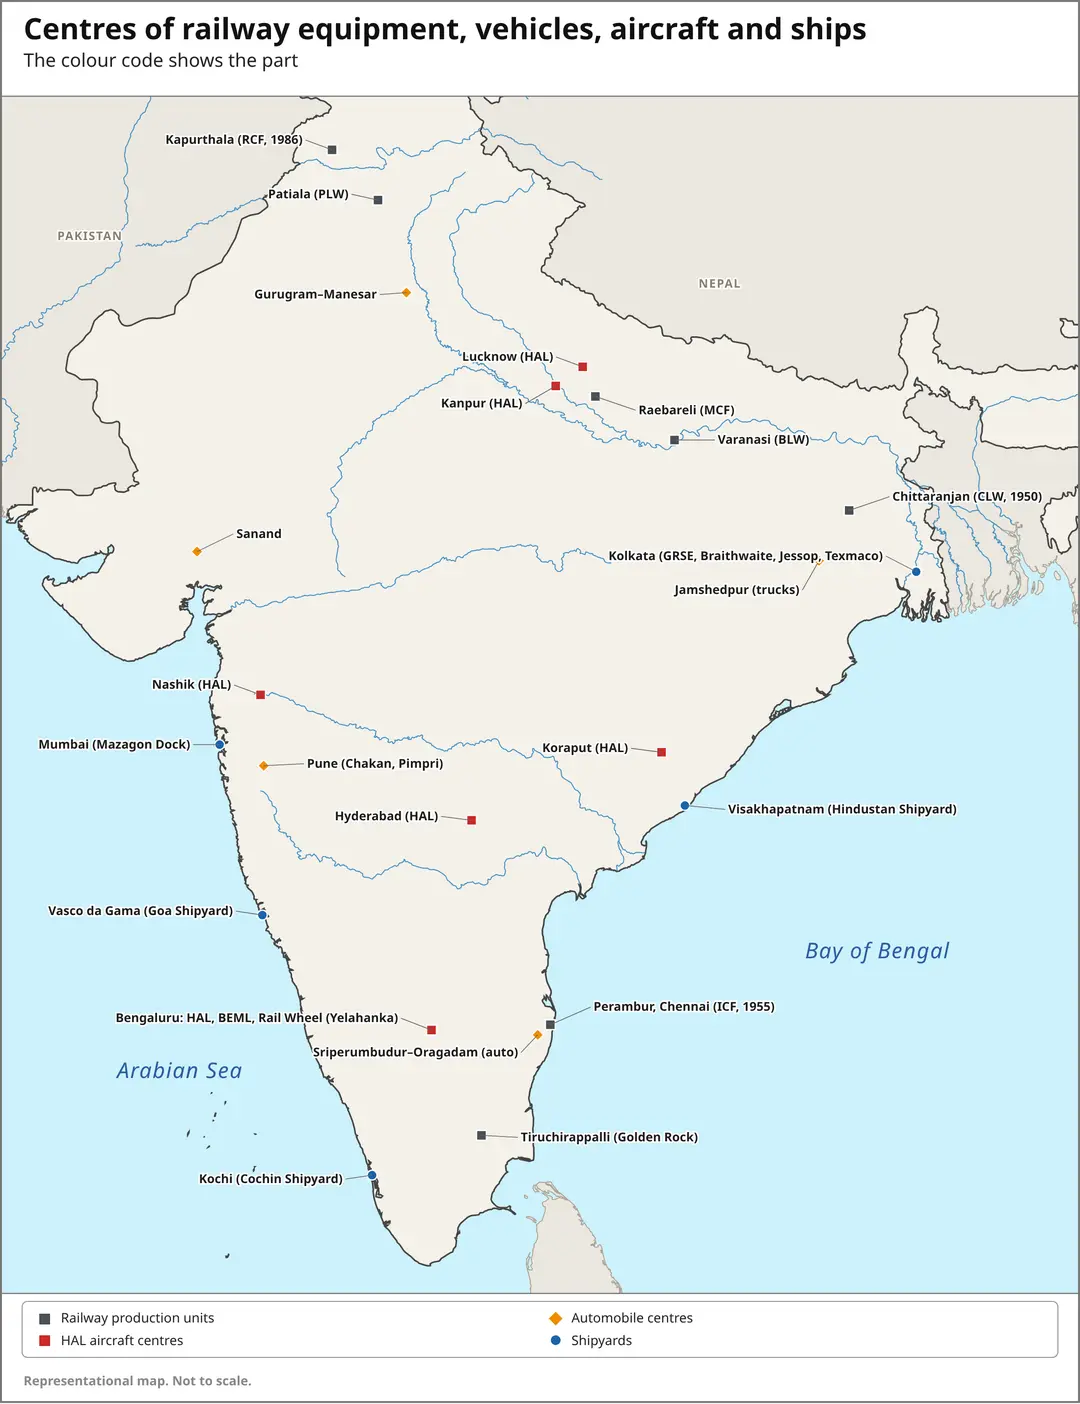 Centres of railway equipment, vehicles, aircraft and ships
The colour code shows the part
Kapurthala (RCF, 1986)
Patiala (PLW)
PAKISTAN
NEPAL
Gurugram–Manesar
Lucknow (HAL)
Kanpur (HAL)
Raebareli (MCF)
Varanasi (BLW)
Chittaranjan (CLW, 1950)
Sanand
Kolkata (GRSE, Braithwaite, Jessop, Texmaco)
Jamshedpur (trucks)
Nashik (HAL)
Mumbai (Mazagon Dock)
Koraput (HAL)
Pune (Chakan, Pimpri)
Visakhapatnam (Hindustan Shipyard)
Hyderabad (HAL)
Vasco da Gama (Goa Shipyard)
Bay of Bengal
Perambur, Chennai (ICF, 1955)
Bengaluru: HAL, BEML, Rail Wheel (Yelahanka)
Sriperumbudur–Oragadam (auto)
Arabian Sea
Tiruchirappalli (Golden Rock)
Kochi (Cochin Shipyard)
Railway production units
Automobile centres
HAL aircraft centres
Shipyards
Representational map. Not to scale.